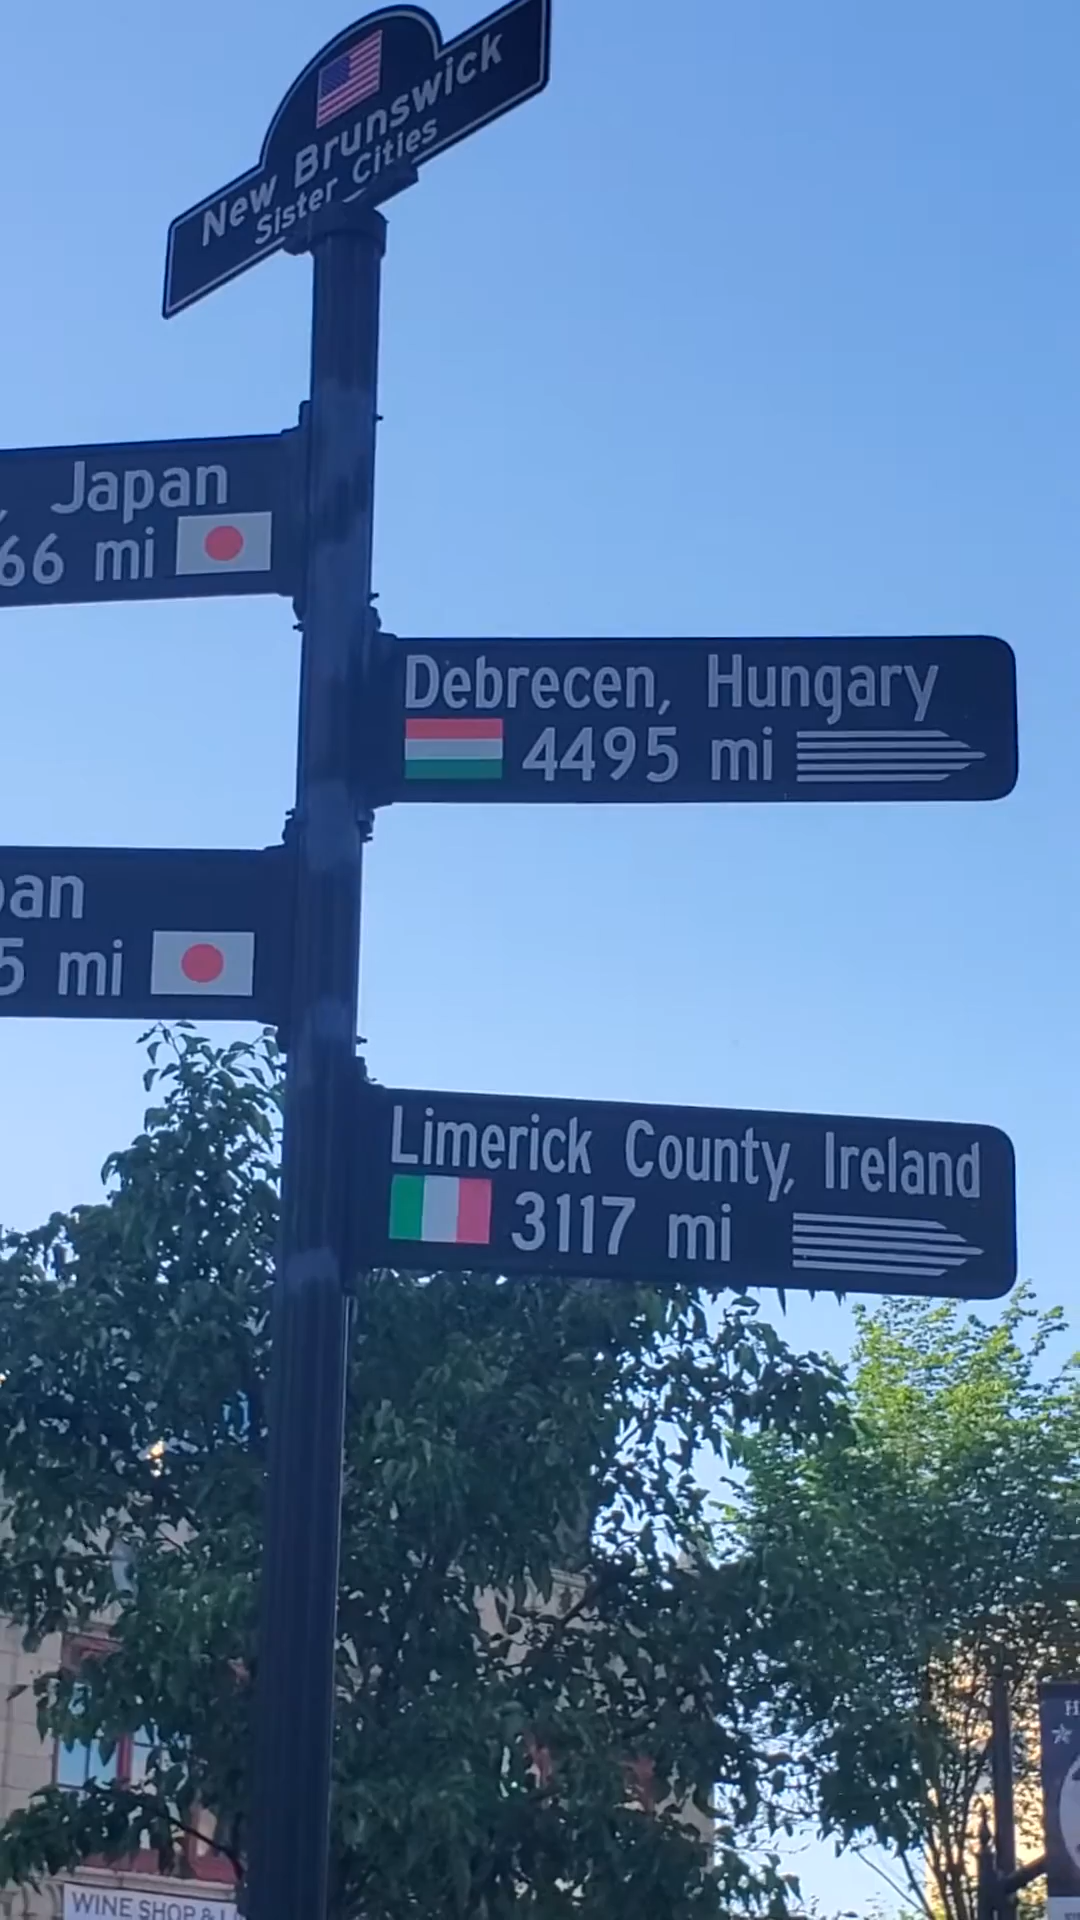 New Brunswick
Sister Cities
, Japan
66 mi
Debrecen, Hungary
4495 mi
5 mi
Limerick County, Ireland
3117 mi
WINE SHOP &